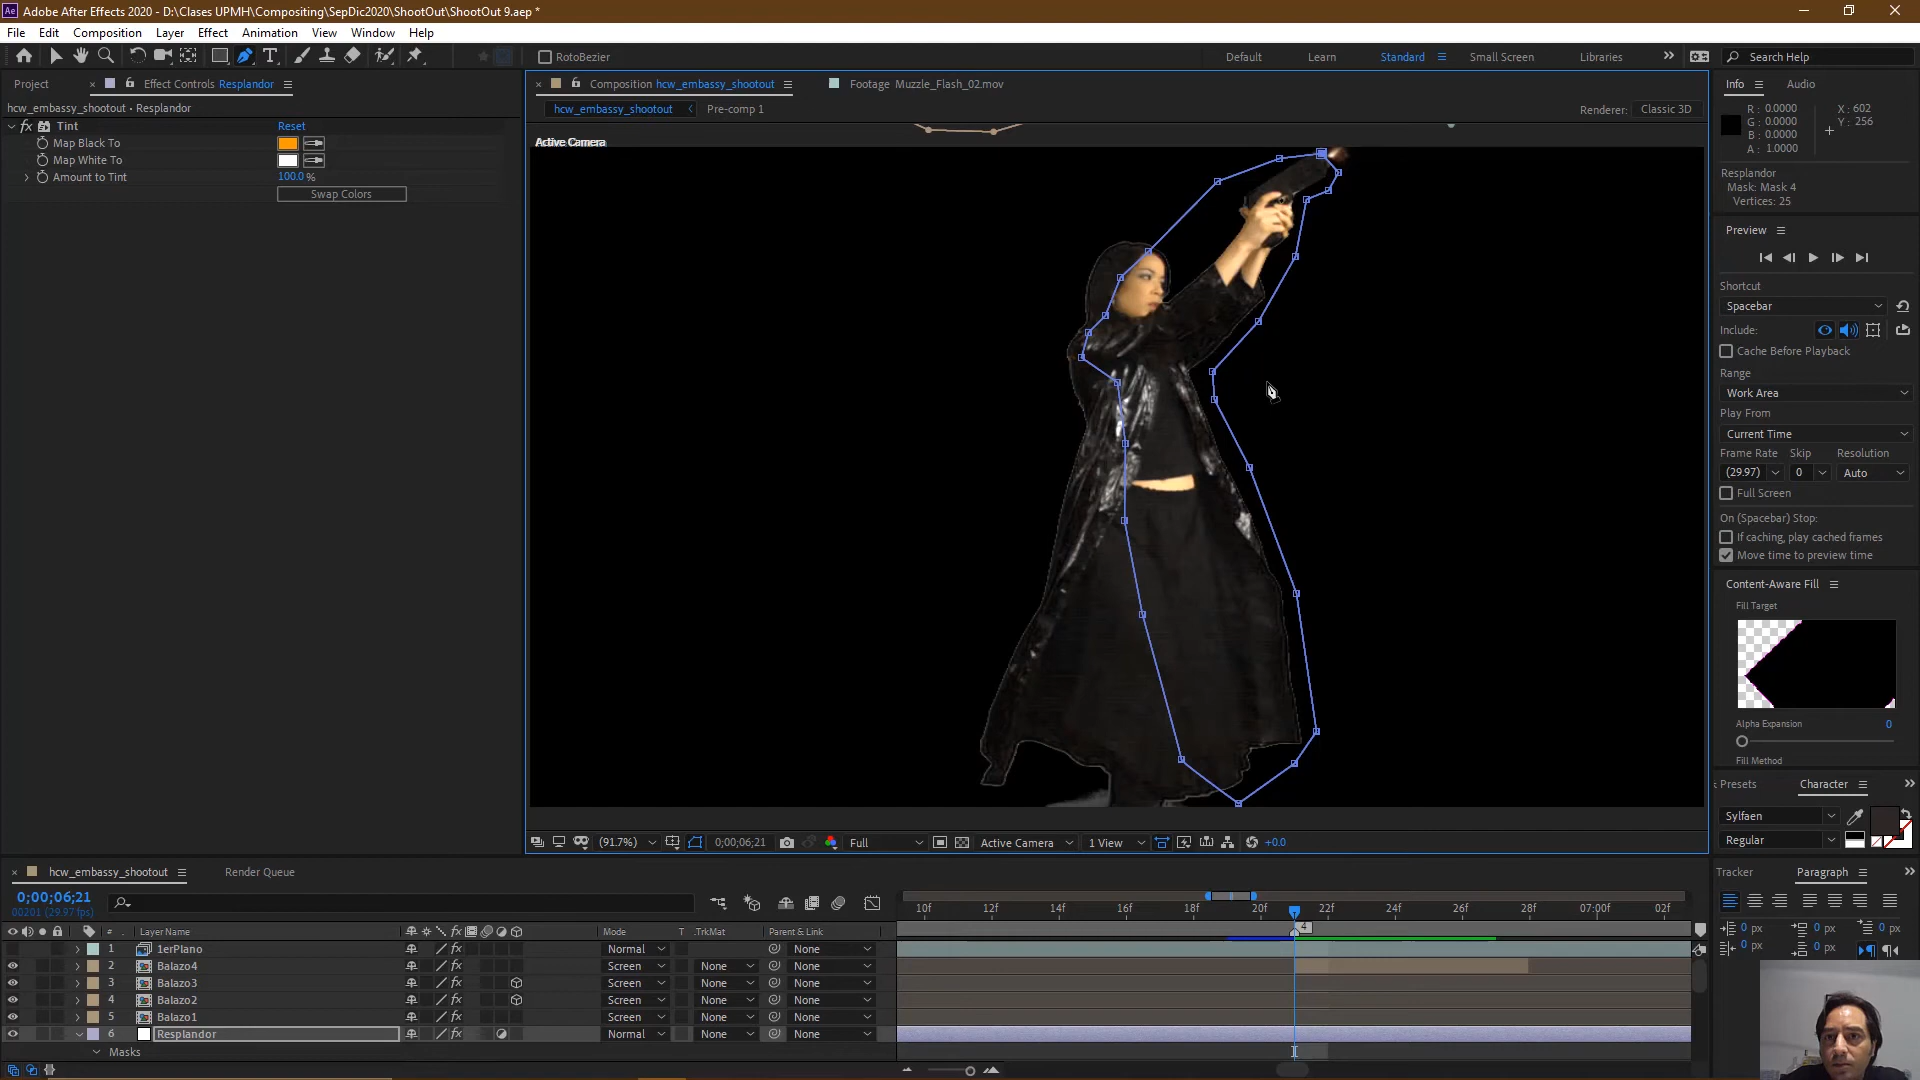 Adobe After Effects 2020 - D:\Clases UPMH\Compositing\SepDic2020\ShootOut\ShootOut 9.aep *
File Edit Composition Layer Effect Animation View Window Help
RotoBezier
Default Learn Standard Small Screen Libraries
Search Help
Project
Effect Controls Resplandor
hcw_embassy_shootout • Resplandor
Tint Reset
Map Black To
Map White To
Amount to Tint 100.0 %
Swap Colors
Composition hcw_embassy_shootout
Footage Muzzle_Flash_02.mov
hcw_embassy_shootout Pre-comp 1
Renderer: Classic 3D
Active Camera
(91.7%) 0;00;06;21 Full Active Camera 1 View +0.0
Info Audio
R : 0.0000
G : 0.0000
B : 0.0000
A : 1.0000
X : 602
Y : 256
Resplandor
Mask: Mask 4
Vertices: 25
Preview
Shortcut
Spacebar
Include:
Cache Before Playback
Range
Work Area
Play From
Current Time
Frame Rate Skip Resolution
(29.97) 0 Auto
Full Screen
On (Spacebar) Stop:
If caching, play cached frames
Move time to preview time
Content-Aware Fill
Fill Target
Alpha Expansion 0
Fill Method
Presets Character
Sylfaen
Regular
Tracker Paragraph
0 px 0 px 0 px
0 px 0 px
hcw_embassy_shootout Render Queue
0;00;06;21
00201 (29.97 fps)
# Layer Name Mode T .TrkMat Parent & Link
10f 12f 14f 16f 18f 20f 22f 24f 26f 28f 07:00f 02f
4
1 1erPlano Normal None
2 Balazo4 Screen None None
3 Balazo3 Screen None None
4 Balazo2 Screen None None
5 Balazo1 Screen None None
6 Resplandor Normal None None
Masks